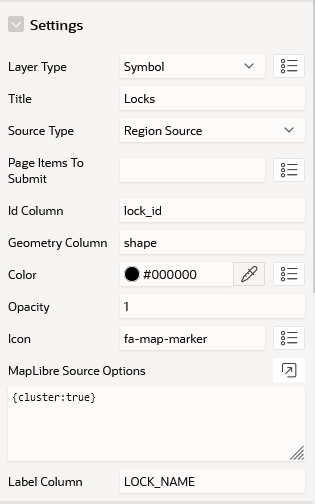 Settings
Layer Type Symbol
Title Locks
Source Type Region Source
Page Items To
Submit
Id Column lock_id
Geometry Column shape
Color #000000
Opacity 1
Icon fa-map-marker
MapLibre Source Options
{cluster:true}
Label Column LOCK_NAME